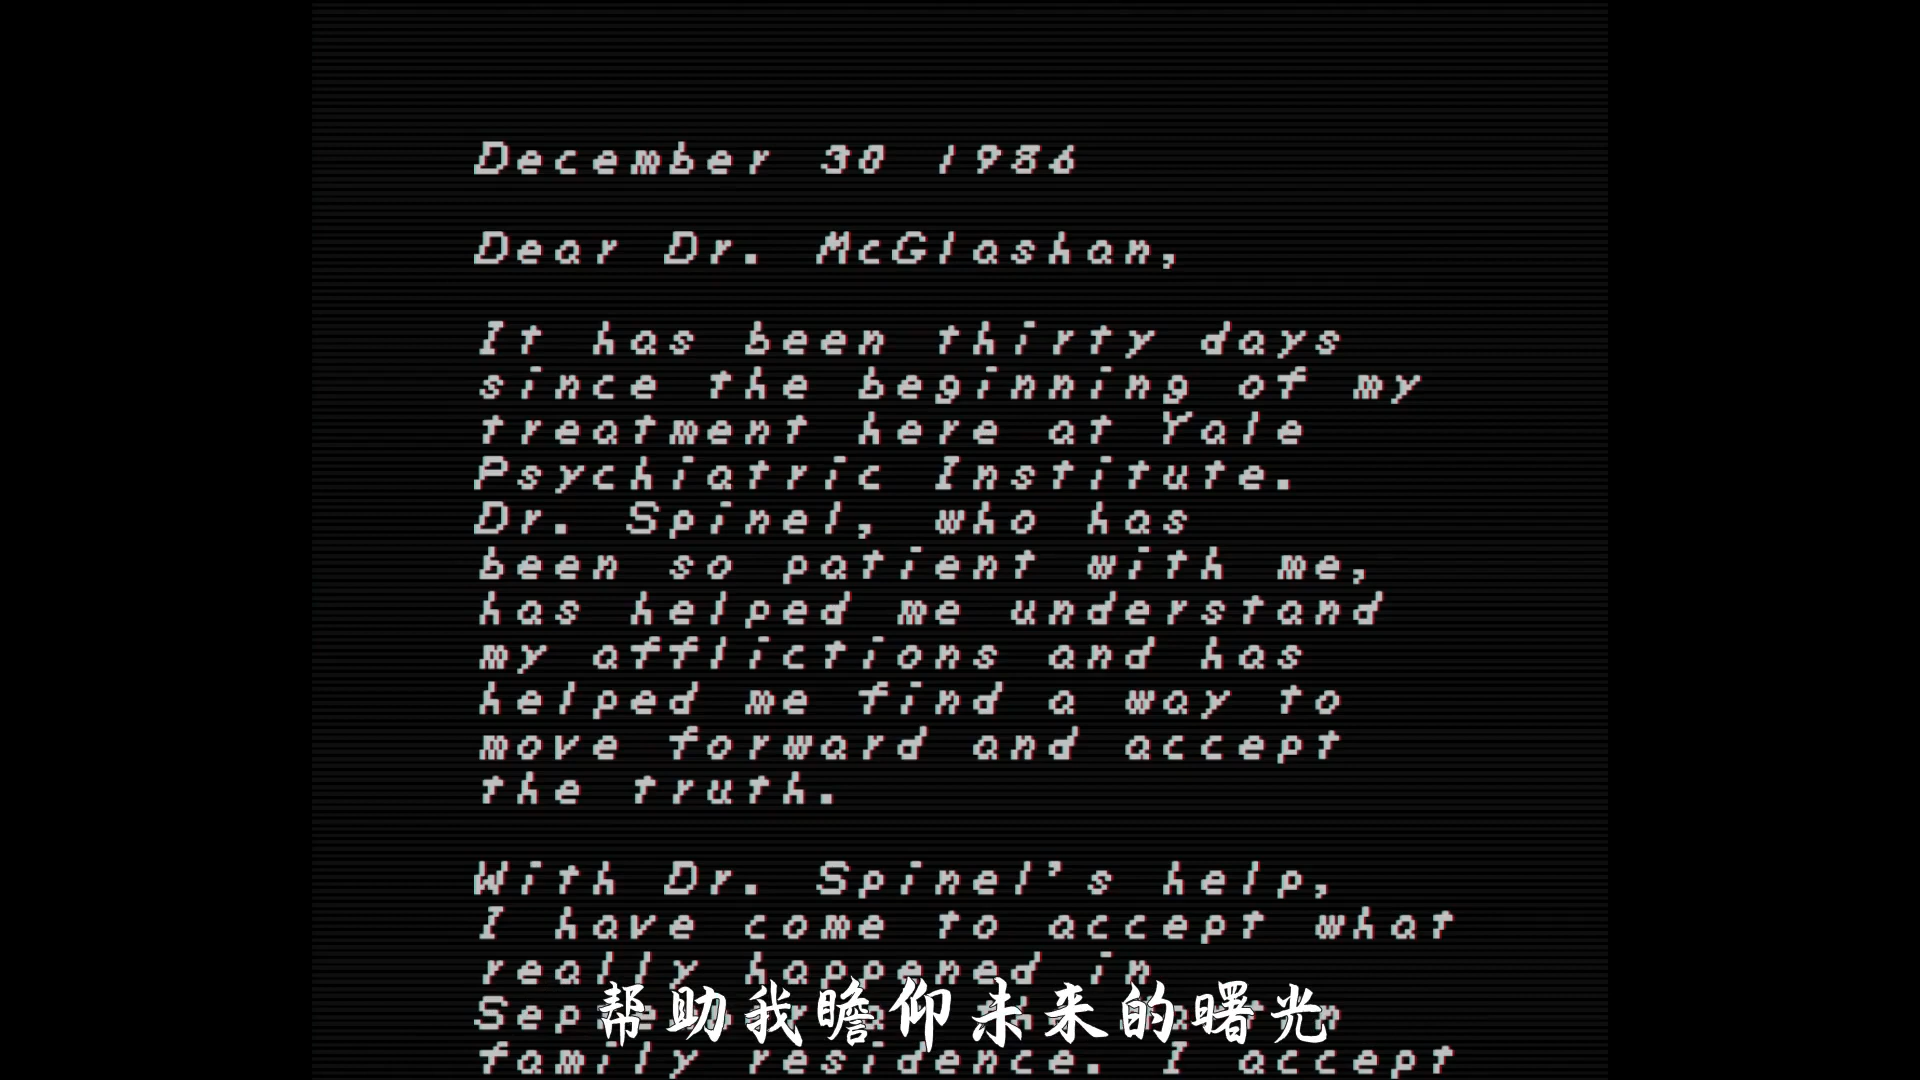 December 30 1986
Dear Dr. McGlashan,
It has been thirty days
since the beginning of my
treatment here at Yale
Psychiatric Institute.
Dr. Spinel, who has
been so patient with me,
has helped me understand
my afflictions and has
helped me find a way to
move forward and accept
the truth.
With Dr. Spinel's help,
I have come to accept what
really happened in
帮助我瞻仰未来的曙光
family residence. I accept